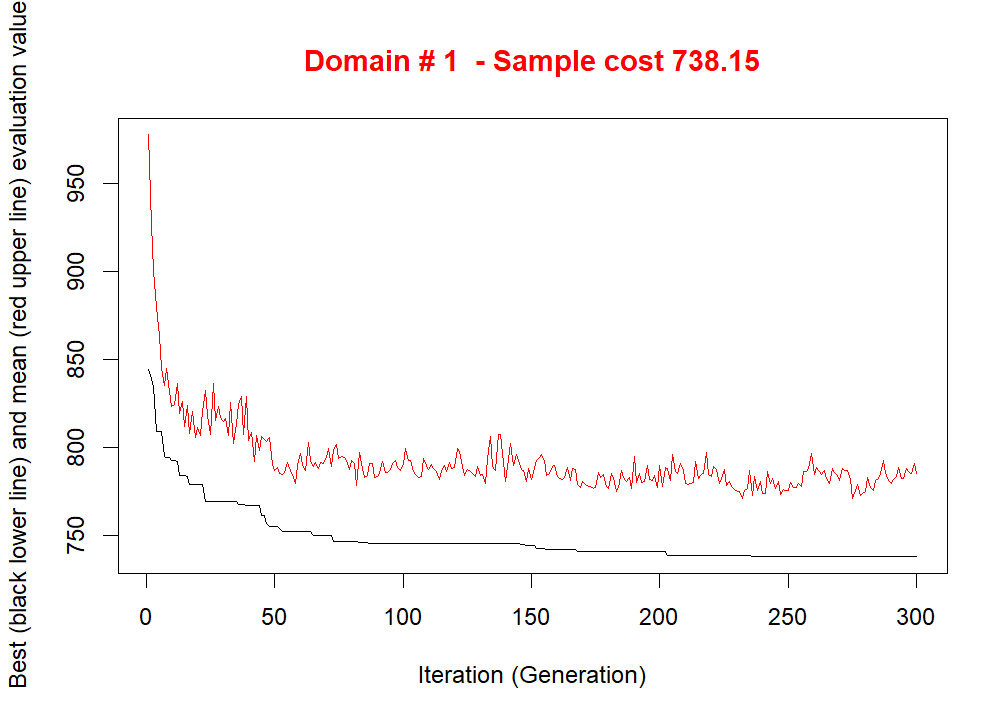 Domain # 1  - Sample cost 738.15
Best (black lower line) and mean (red upper line) evaluation value
950
900
850
800
750
0 50 100 150 200 250 300
Iteration (Generation)